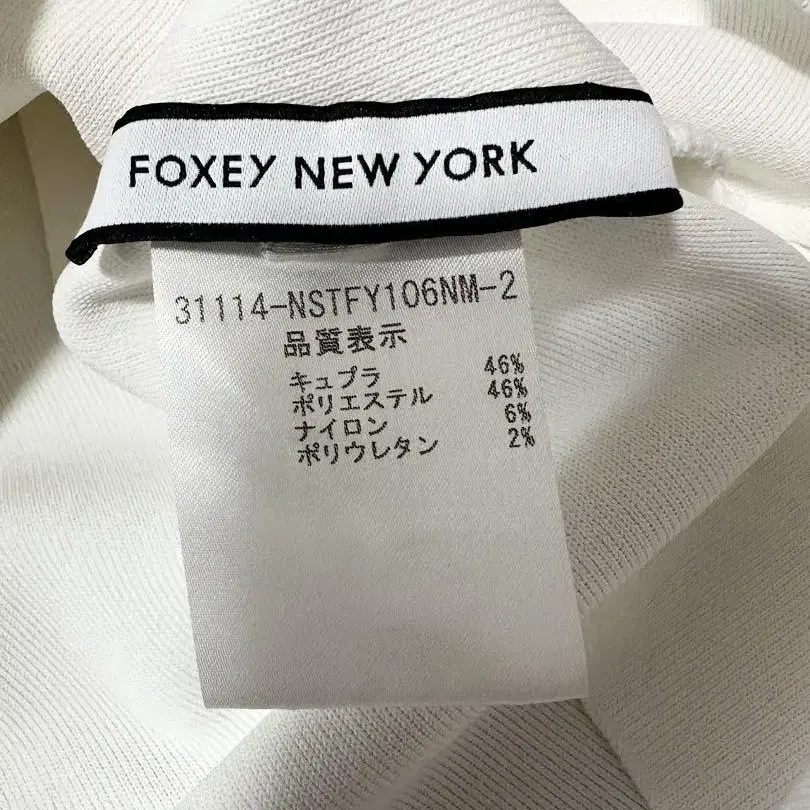 FOXEY NEW YORK
31114-NSTFY106NM-2
品質表示
キュプラ 46%
ポリエステル 46%
ナイロン 6%
ポリウレタン 2%